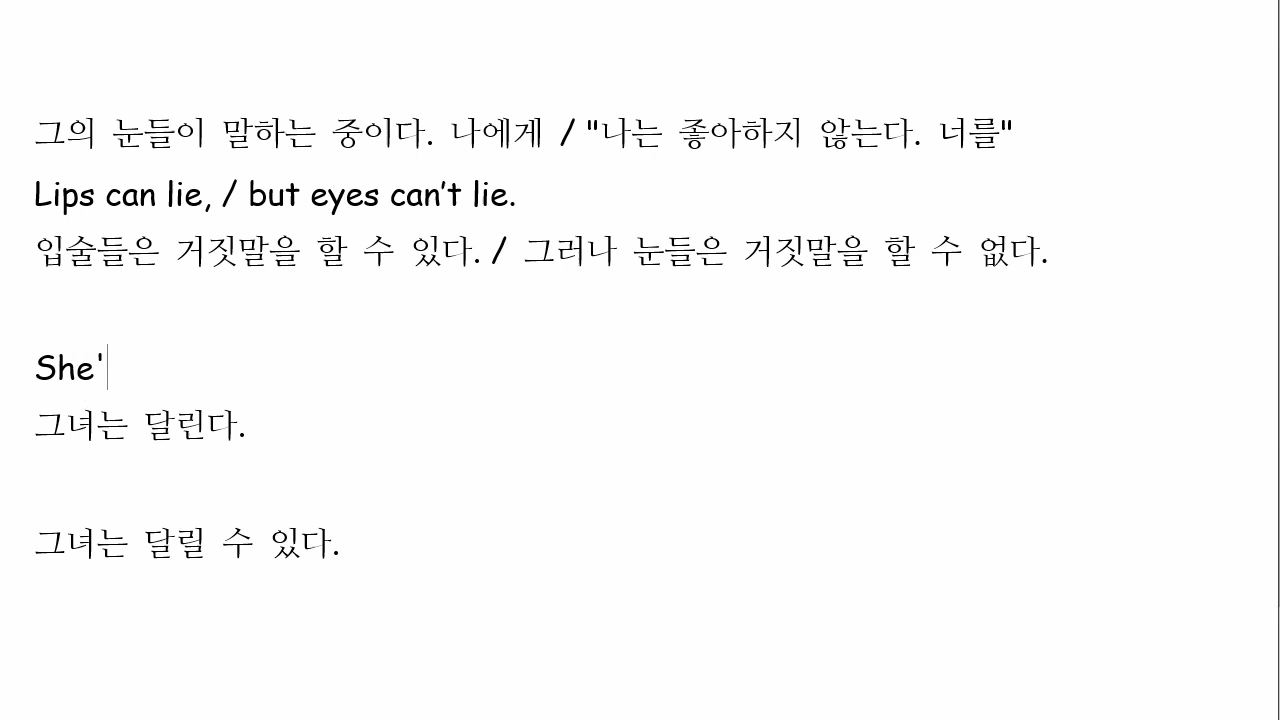 그의 눈들이 말하는 중이다. 나에게 / "나는 좋아하지 않는다. 너를"
Lips can lie, / but eyes can’t lie.
입술들은 거짓말을 할 수 있다. / 그러나 눈들은 거짓말을 할 수 없다.
She'
그녀는 달린다.
그녀는 달릴 수 있다.